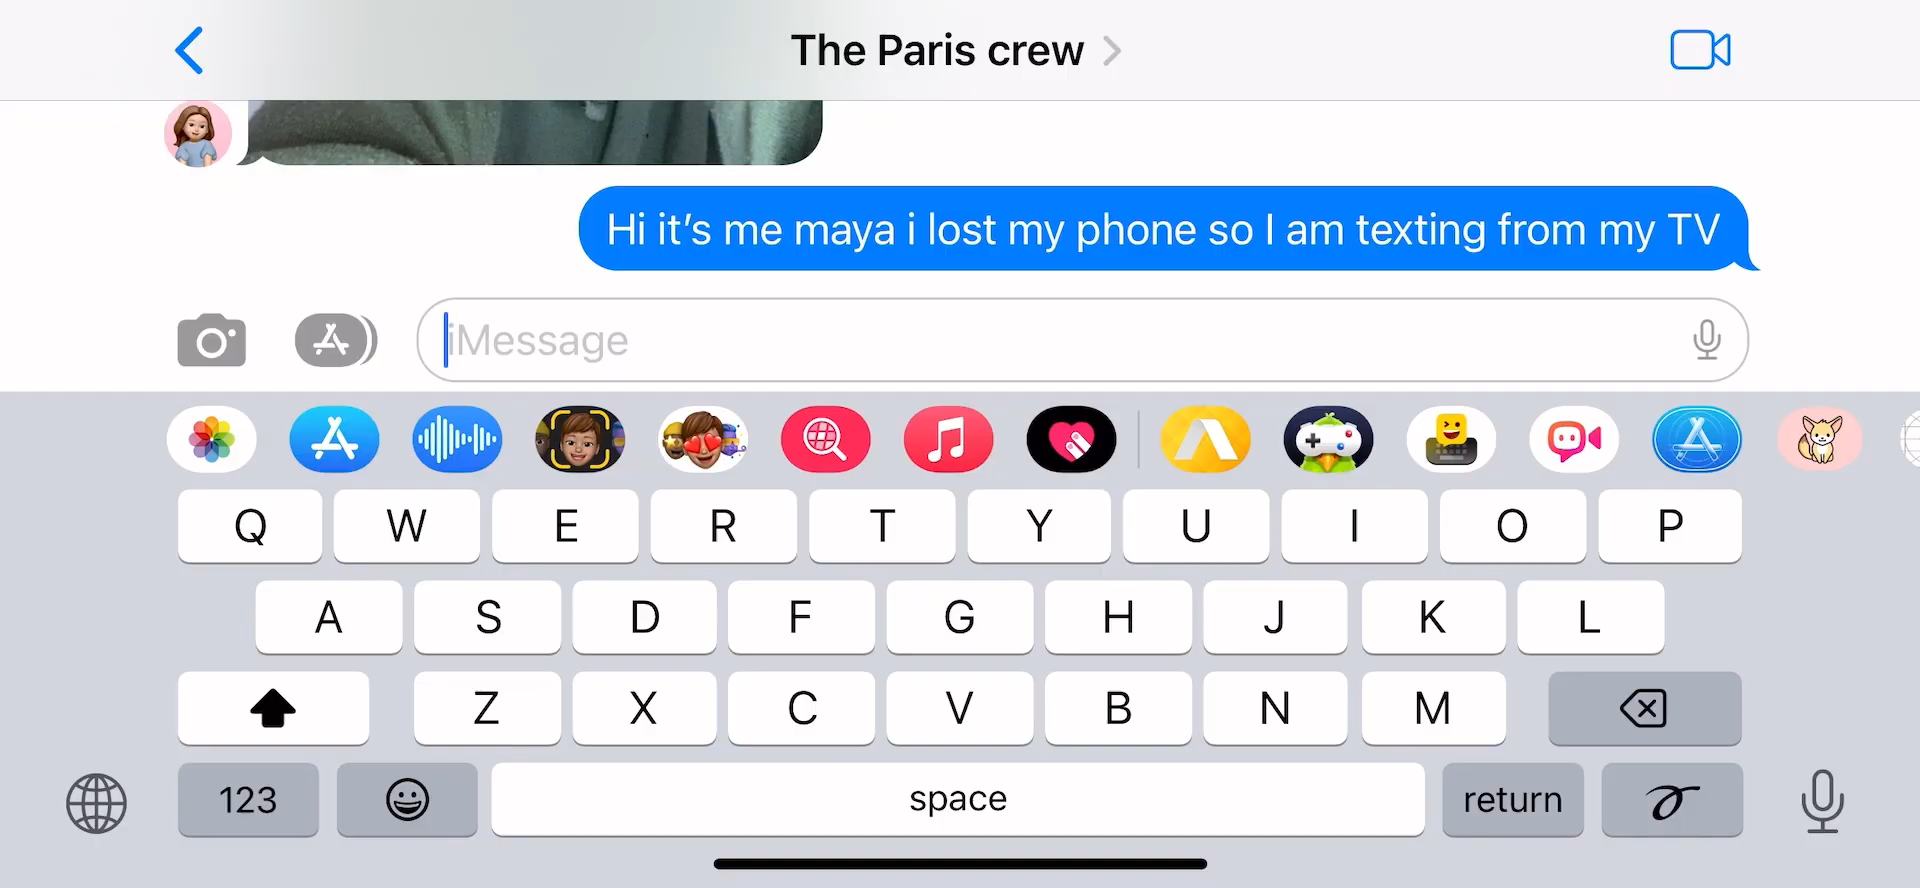 The Paris crew
Hi it’s me maya i lost my phone so I am texting from my TV
iMessage
Q W E R T Y U I O P
A S D F G H J K L
Z X C V B N M
123 space return